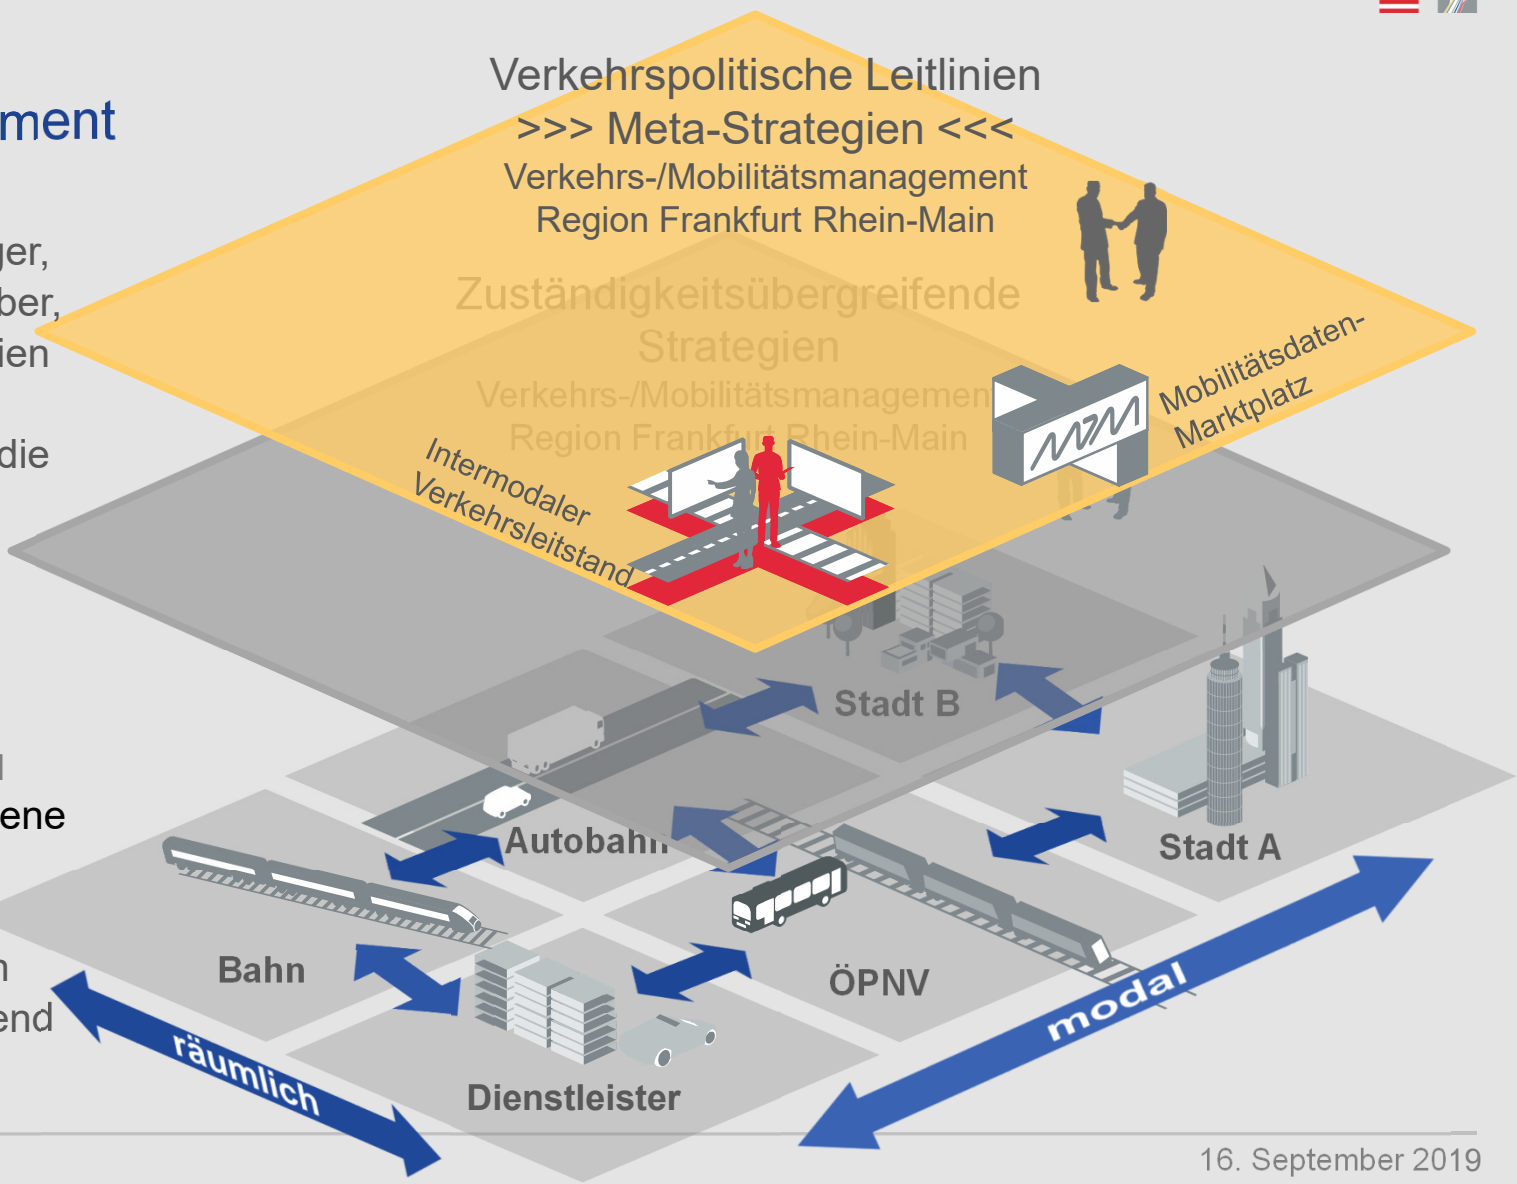 ment
ger,
ber,
ien
die
l
ene
n
end
Verkehrspolitische Leitlinien
>>> Meta-Strategien <<<
Verkehrs-/Mobilitätsmanagement
Region Frankfurt Rhein-Main
Zuständigkeitsübergreifende
Strategien
Verkehrs-/Mobilitätsmanagement
Region Frankfurt Rhein-Main
Mobilitätsdaten-
Marktplatz
MDM
Intermodaler
Verkehrsleitstand
Stadt B
Autobahn
Stadt A
Bahn
ÖPNV
Dienstleister
räumlich
modal
16. September 2019